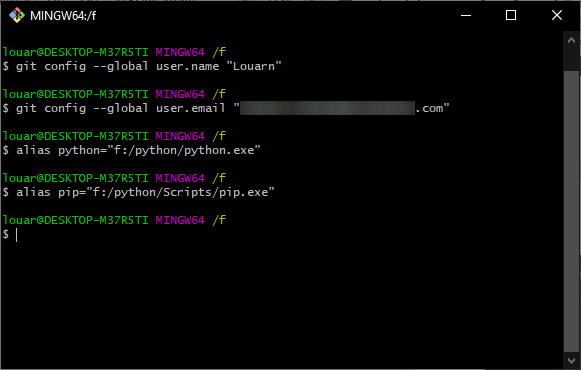 MINGW64:/f
louar@DESKTOP-M37R5TI MINGW64 /f
$ git config --global user.name "Louarn"
louar@DESKTOP-M37R5TI MINGW64 /f
$ git config --global user.email " .com"
louar@DESKTOP-M37R5TI MINGW64 /f
$ alias python="f:/python/python.exe"
louar@DESKTOP-M37R5TI MINGW64 /f
$ alias pip="f:/python/Scripts/pip.exe"
louar@DESKTOP-M37R5TI MINGW64 /f
$